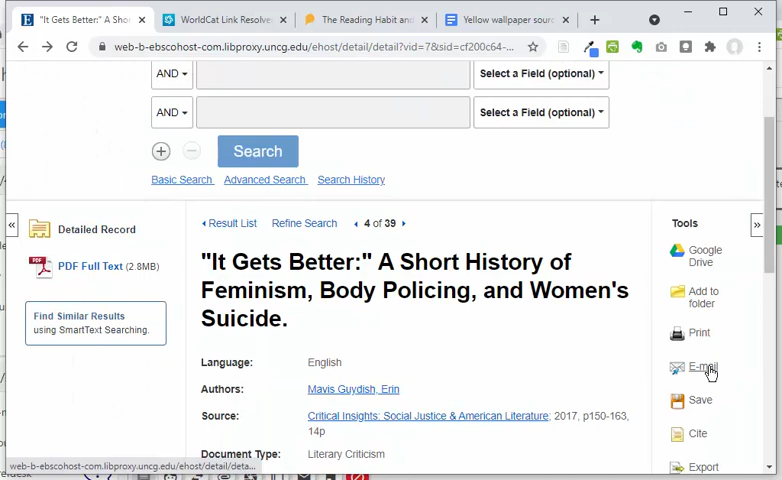 "It Gets Better:" A Shor
WorldCat Link Resolve
The Reading Habit and
Yellow wallpaper sourc
web-b-ebscohost-com.libproxy.uncg.edu/ehost/detail/detail?vid=7&sid=cf200c64-...
AND
Select a Field (optional)
AND
Select a Field (optional)
Search
Basic Search
Advanced Search
Search History
Detailed Record
PDF Full Text (2.8MB)
Find Similar Results
using SmartText Searching.
Result List
Refine Search
4 of 39
"It Gets Better:" A Short History of
Feminism, Body Policing, and Women's
Suicide.
Language: English
Authors: Mavis Guydish, Erin
Source: Critical Insights: Social Justice & American Literature; 2017, p150-163,
14p
Document Type: Literary Criticism
Tools
Google
Drive
Add to
folder
Print
E-mail
Save
Cite
Export
web-b-ebscohost-com.libproxy.uncg.edu/ehost/detail/deta...